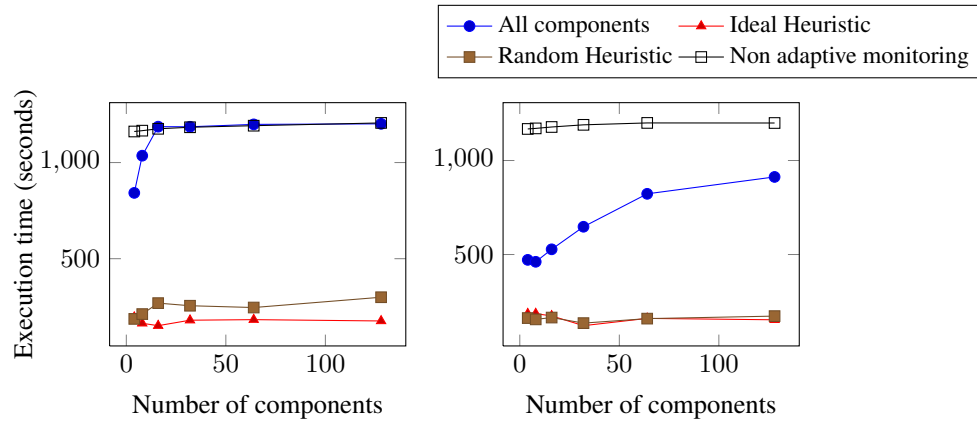 All components
Ideal Heuristic
Random Heuristic
Non adaptive monitoring
Execution time (seconds)
1,000
500
0
50
100
Number of components
1,000
500
0
50
100
Number of components